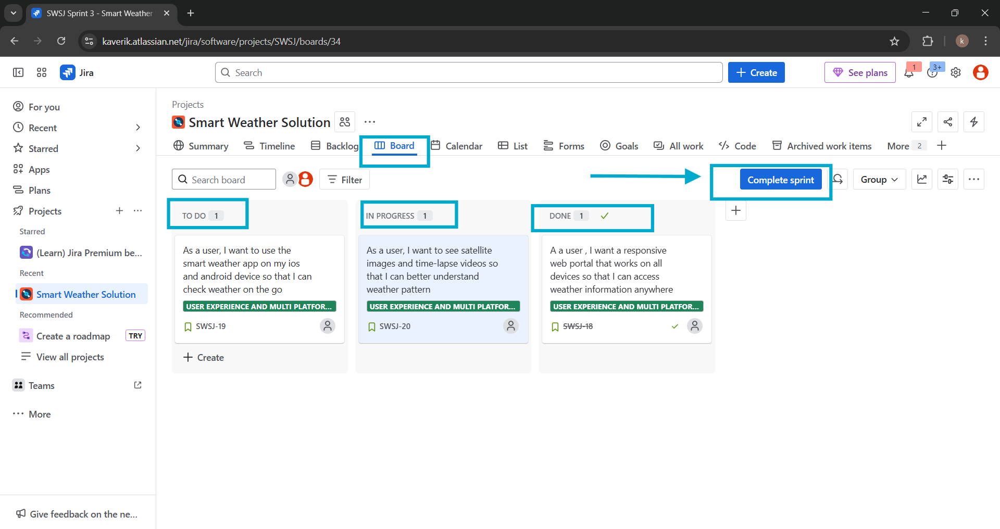 SWSJ Sprint 3 - Smart Weather
kaverik.atlassian.net/jira/software/projects/SWSJ/boards/34
k
Jira
Search
Create
See plans
1
3+
For you
Recent
Starred
Apps
Plans
Projects
Starred
(Learn) Jira Premium be...
Recent
Smart Weather Solution
Recommended
Create a roadmap
TRY
View all projects
Teams
More
Give feedback on the ne...
Projects
Smart Weather Solution
Summary
Timeline
Backlog
Board
Calendar
List
Forms
Goals
All work
Code
Archived work items
More 2
Search board
Filter
Complete sprint
Group
TO DO 1
As a user, I want to use the
smart weather app on my ios
and android device so that I can
check weather on the go
USER EXPERIENCE AND MULTI PLATFOR...
SWSJ-19
Create
IN PROGRESS 1
As a user, I want to see satellite
images and time-lapse videos so
that I can better understand
weather pattern
USER EXPERIENCE AND MULTI PLATFOR...
SWSJ-20
DONE 1
A a user , I want a responsive
web portal that works on all
devices so that I can access
weather information anywhere
USER EXPERIENCE AND MULTI PLATFOR...
SWSJ-18